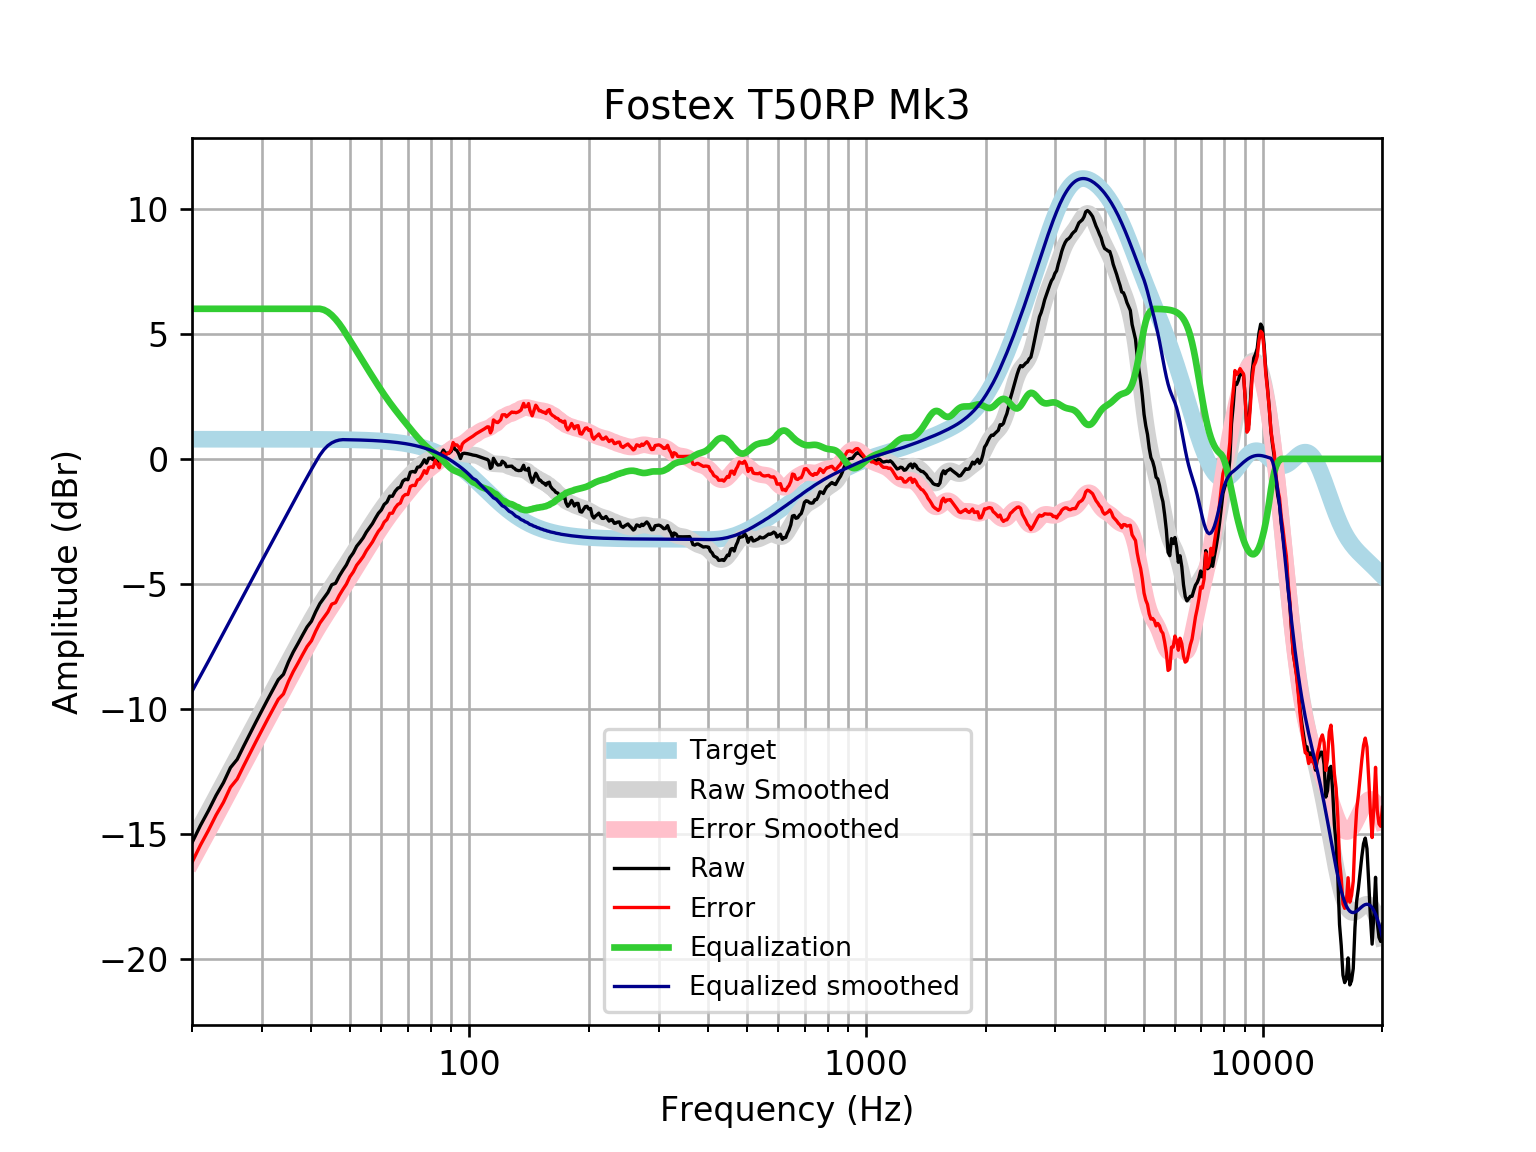 Fostex T50RP Mk3
10
5
0
−5
−10
−15
−20
Amplitude (dBr)
Target
Raw Smoothed
Error Smoothed
Raw
Error
Equalization
Equalized smoothed
100 1000 10000
Frequency (Hz)